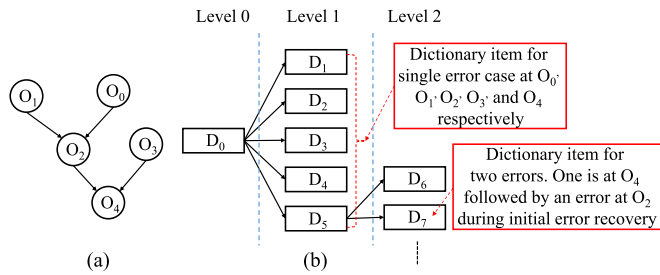 Level 0 Level 1 Level 2
O1 O0
O2 O3
O4
D0
D1
D2
D3
D4
D5
D6
D7
Dictionary item for
single error case at O0,
O1, O2, O3, and O4
respectively
Dictionary item for
two errors. One is at O4
followed by an error at O2
during initial error recovery
(a) (b)